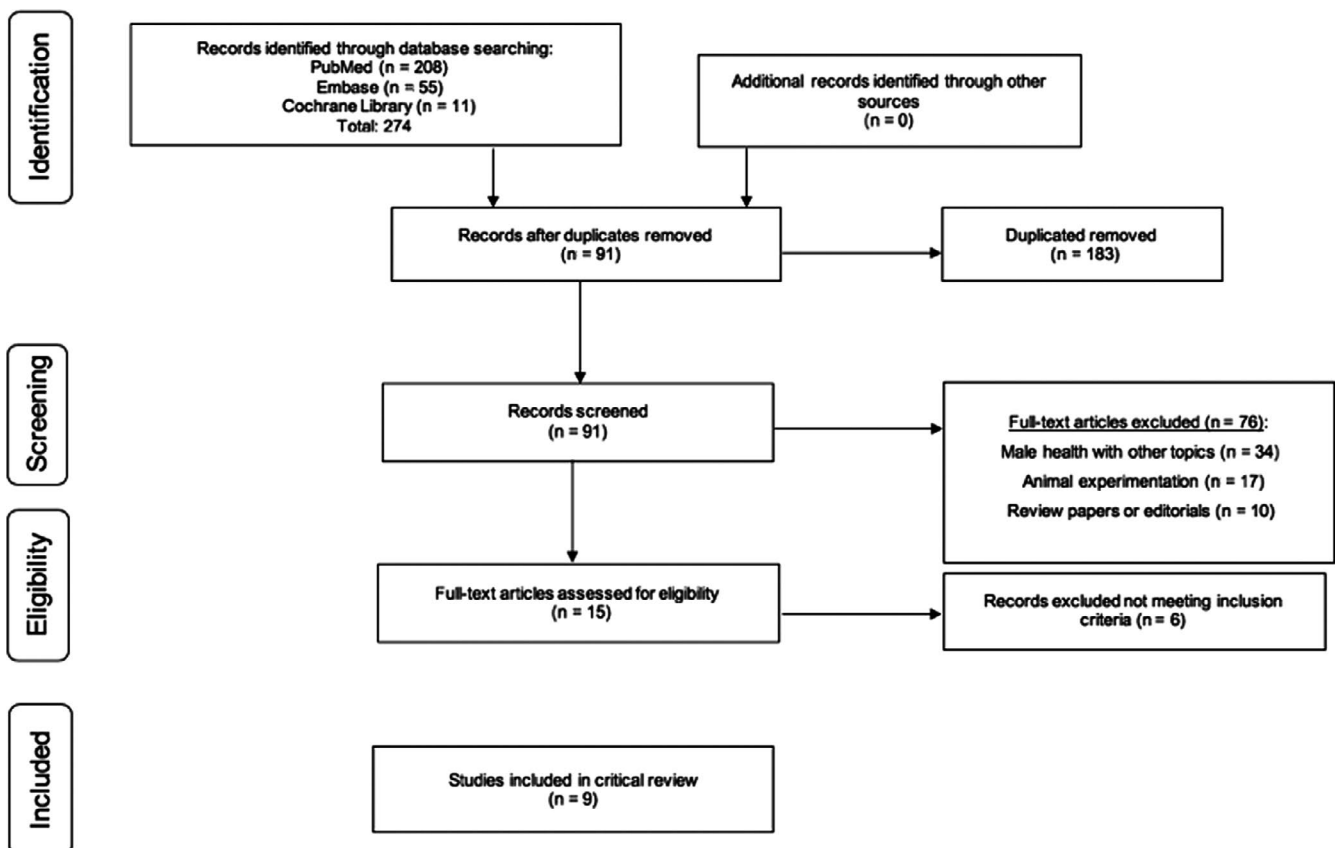 Identification
Records identified through database searching:
PubMed (n = 208)
Embase (n = 55)
Cochrane Library (n = 11)
Total: 274
Additional records identified through other
sources
(n = 0)
Records after duplicates removed
(n = 91)
Duplicated removed
(n = 183)
Screening
Records screened
(n = 91)
Full-text articles excluded (n = 76):
Male health with other topics (n = 34)
Animal experimentation (n = 17)
Review papers or editorials (n = 10)
Eligibility
Full-text articles assessed for eligibility
(n = 15)
Records excluded not meeting inclusion
criteria (n = 6)
Included
Studies included in critical review
(n = 9)